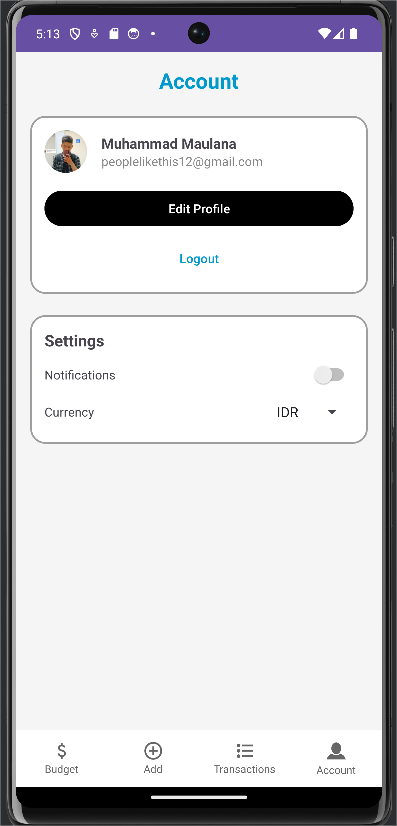 5:13
Account
Muhammad Maulana
peoplelikethis12@gmail.com
Edit Profile
Logout
Settings
Notifications
Currency IDR
Budget Add Transactions Account